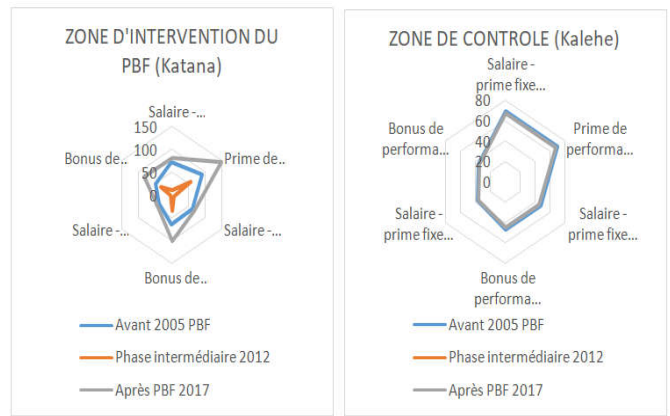 ZONE D'INTERVENTION DU
PBF (Katana)
Salaire -...
150
100
50
0
Prime de..
Salaire -...
Bonus de..
Salaire -...
Bonus de..
Avant 2005 PBF
Phase intermédiaire 2012
Après PBF 2017
ZONE DE CONTROLE (Kalehe)
Salaire -
prime fixe...
80
60
40
20
0
Prime de
performa...
Salaire -
prime fixe...
Bonus de
performa...
Salaire -
prime fixe...
Bonus de
performa...
Avant 2005 PBF
Phase intermédiaire 2012
Après PBF 2017